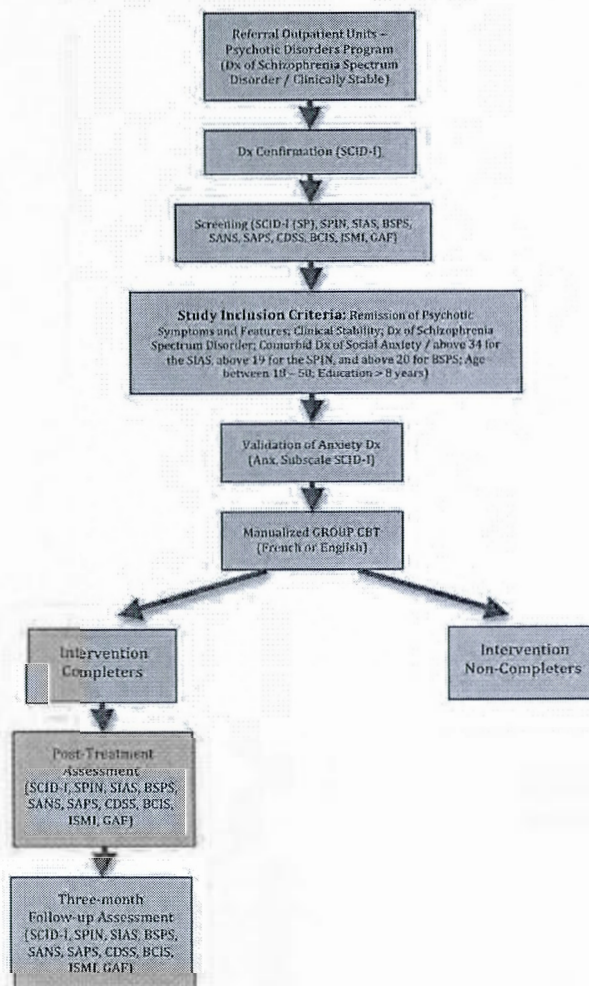 Referral Outpatient Units –
Psychotic Disorders Program
(Dx of Schizophrenia Spectrum
Disorder / Clinically Stable)
Dx Confirmation (SCID-I)
Screening (SCID-I (SP), SPIN, SIAS, BSPS,
SANS, SAPS, CDSS, BCIS, ISMI, GAF)
Study Inclusion Criteria: Remission of Psychotic
Symptoms and Features; Clinical Stability; Dx of Schizophrenia
Spectrum Disorder; Comorbid Dx of Social Anxiety / above 34 for
the SIAS, above 19 for the SPIN, and above 20 for BSPS; Age
between 18 – 50; Education > 8 years)
Validation of Anxiety Dx
(Anx. Subscale SCID-I)
Manualized GROUP CBT
(French or English)
Intervention
Completers
Intervention
Non-Completers
Post-Treatment
Assessment
(SCID-I, SPIN, SIAS, BSPS,
SANS, SAPS, CDSS, BCIS,
ISMI, GAF)
Three-month
Follow-up Assessment
(SCID-I, SPIN, SIAS, BSPS,
SANS, SAPS, CDSS, BCIS,
ISMI, GAF)